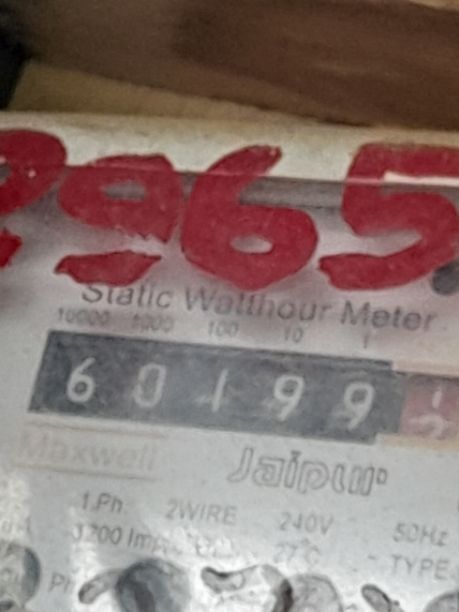 2965
Static Watthour Meter
10000 1000 100 10 1
6 0 1 9 9
Maxwell Jaipur
1.Ph. 2WIRE 240V 50Hz
3200 27°C TYPE